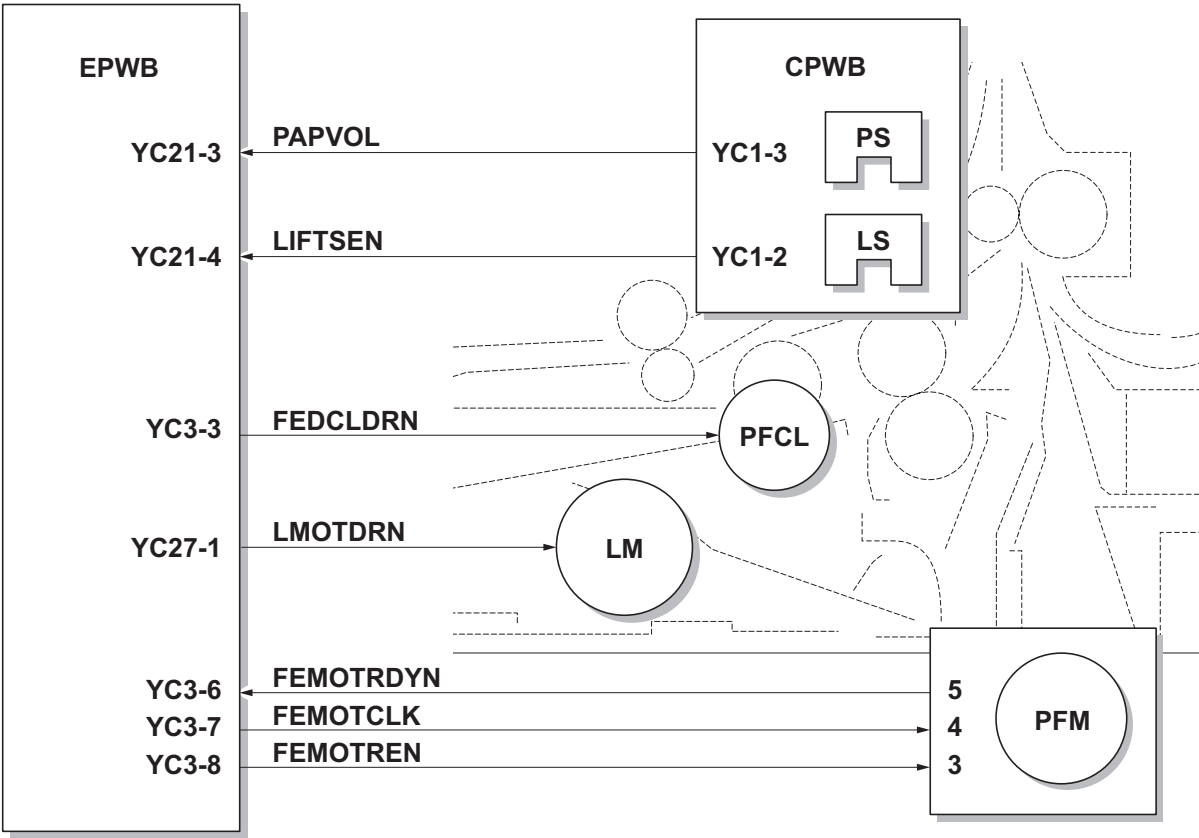 EPWB
CPWB
YC21-3
PAPVOL
YC1-3
PS
YC21-4
LIFTSEN
YC1-2
LS
YC3-3
FEDCLDRN
PFCL
YC27-1
LMOTDRN
LM
YC3-6
FEMOTRDYN
5
YC3-7
FEMOTCLK
4
PFM
YC3-8
FEMOTREN
3